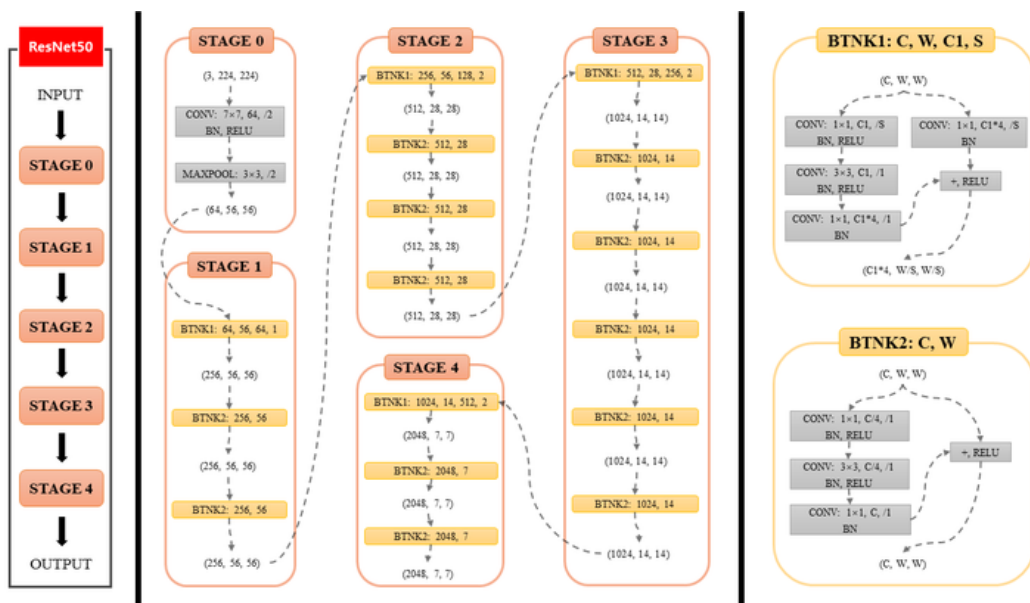 ResNet50
INPUT
STAGE 0
STAGE 1
STAGE 2
STAGE 3
STAGE 4
OUTPUT
STAGE 0
(3, 224, 224)
CONV: 7×7, 64, /2
BN, RELU
MAXPOOL: 3×3, /2
(64, 56, 56)
STAGE 1
BTNK1: 64, 56, 64, 1
(256, 56, 56)
BTNK2: 256, 56
(256, 56, 56)
BTNK2: 256, 56
(256, 56, 56)
STAGE 2
BTNK1: 256, 56, 128, 2
(512, 28, 28)
BTNK2: 512, 28
(512, 28, 28)
BTNK2: 512, 28
(512, 28, 28)
BTNK2: 512, 28
(512, 28, 28)
STAGE 3
BTNK1: 512, 28, 256, 2
(1024, 14, 14)
BTNK2: 1024, 14
(1024, 14, 14)
BTNK2: 1024, 14
(1024, 14, 14)
BTNK2: 1024, 14
(1024, 14, 14)
BTNK2: 1024, 14
(1024, 14, 14)
BTNK2: 1024, 14
(1024, 14, 14)
STAGE 4
BTNK1: 1024, 14, 512, 2
(2048, 7, 7)
BTNK2: 2048, 7
(2048, 7, 7)
BTNK2: 2048, 7
(2048, 7, 7)
BTNK1: C, W, C1, S
(C, W, W)
CONV: 1×1, C1, /S
BN, RELU
CONV: 3×3, C1, /1
BN, RELU
CONV: 1×1, C1*4, /1
BN
CONV: 1×1, C1*4, /S
BN
+, RELU
(C1*4, W/S, W/S)
BTNK2: C, W
(C, W, W)
CONV: 1×1, C/4, /1
BN, RELU
CONV: 3×3, C/4, /1
BN, RELU
CONV: 1×1, C, /1
BN
+, RELU
(C, W, W)